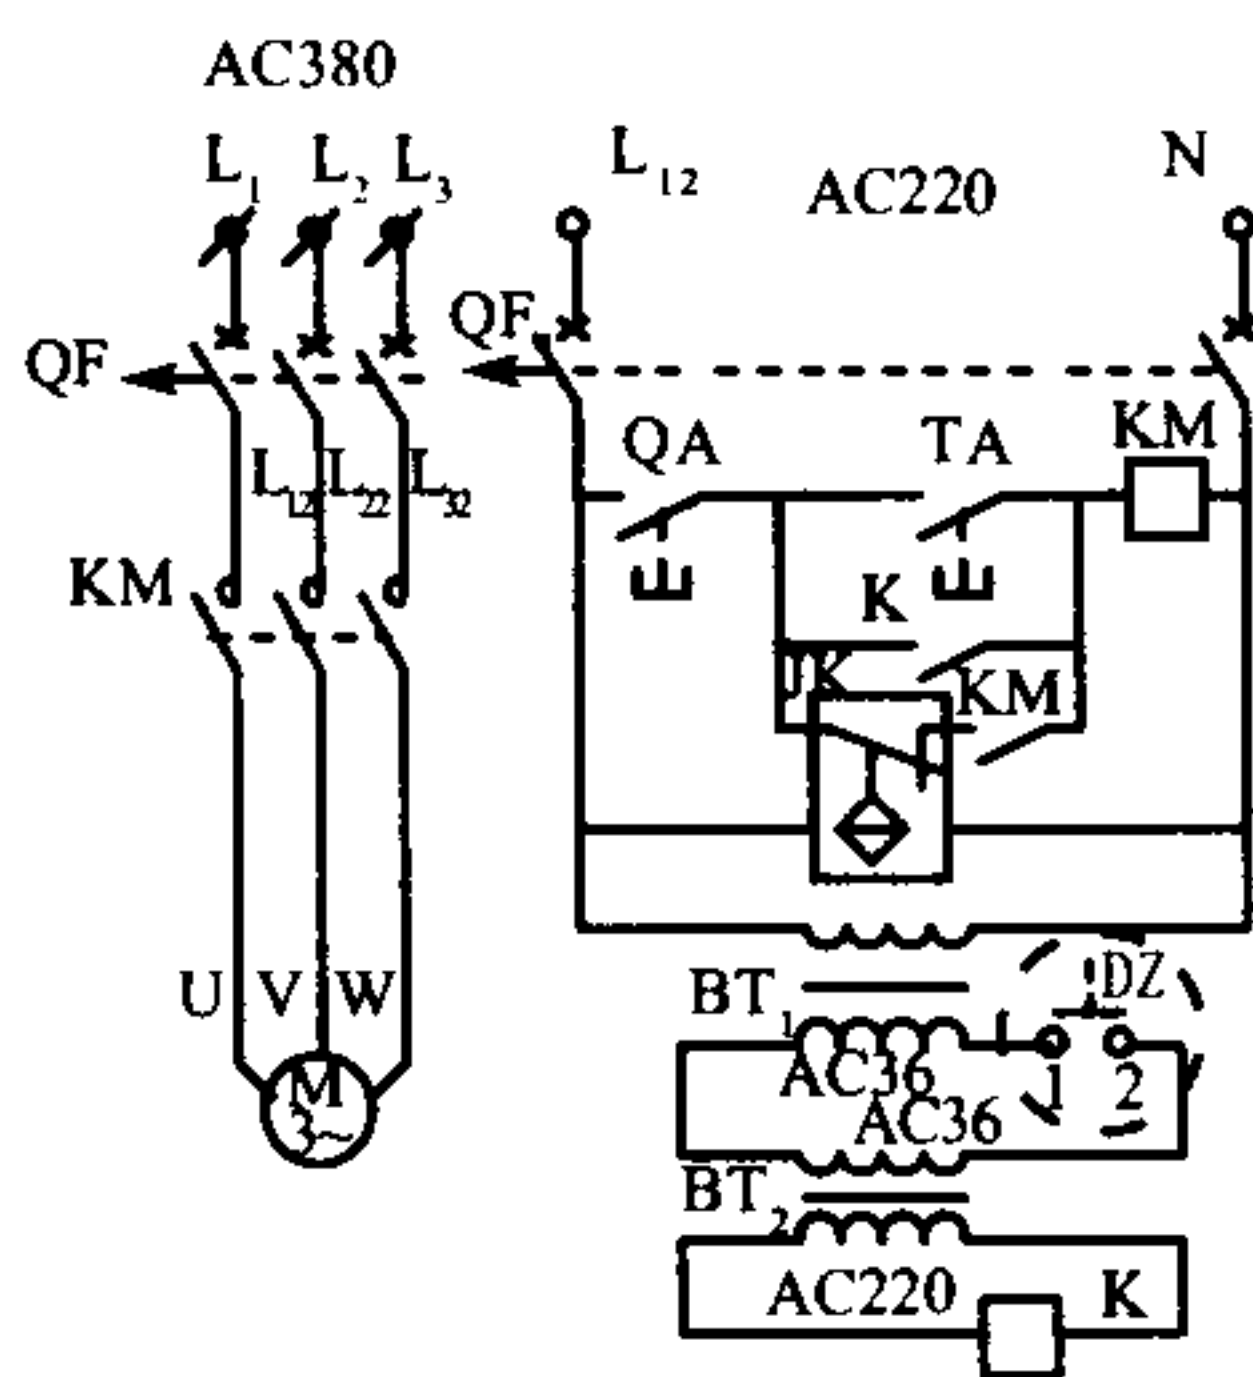 AC380
L₁ L₂ L₃
L₁₂ AC220 N
QF
QF
QA TA KM
L₁₂ L₂₂ L₃₂
KM
K
JK
KM
U V W
M
3~
BT₁
DZ
AC36
1 2
AC36
BT₂
AC220 K